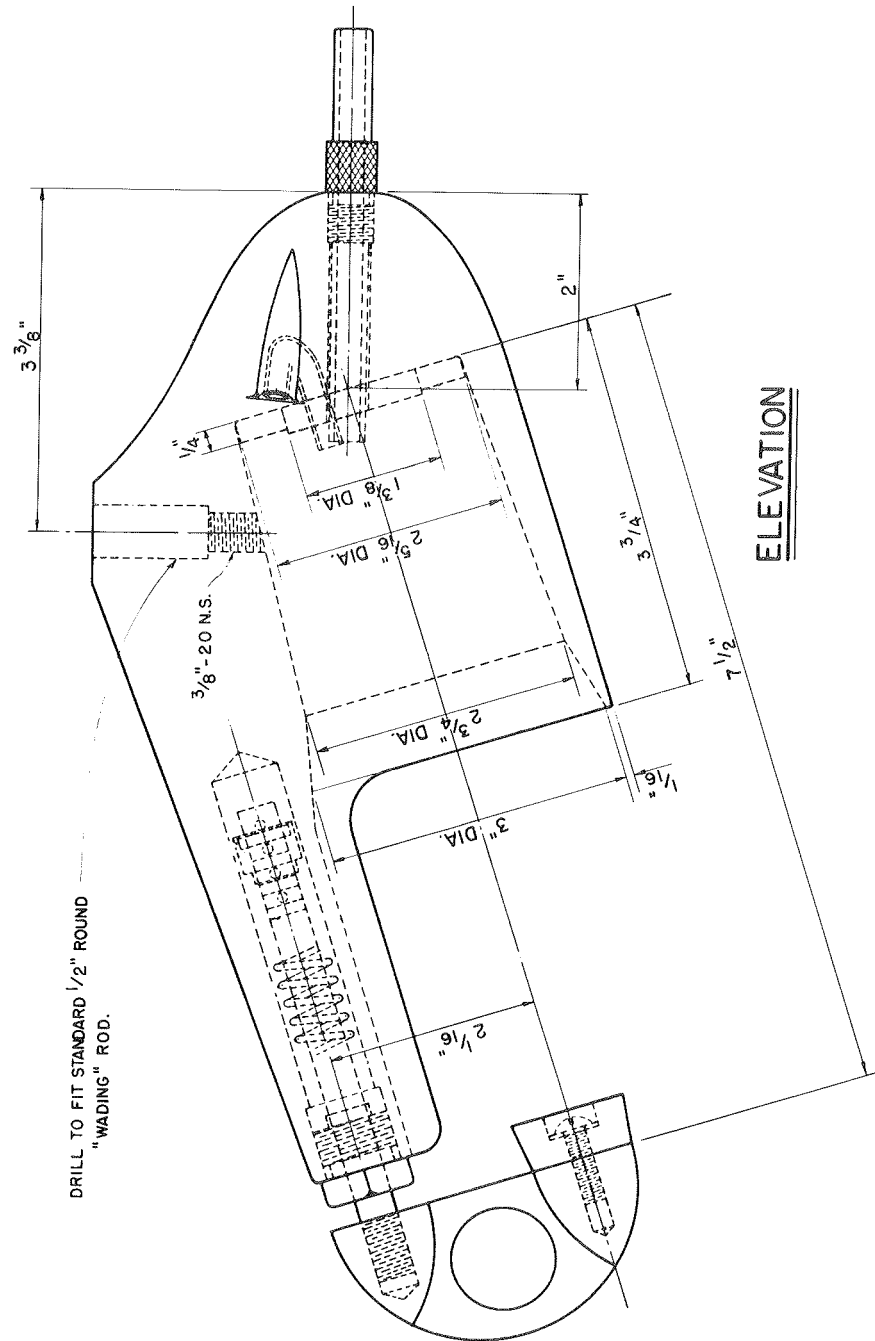 3 3/8"
2"
1/4"
1 3/8" DIA.
2 5/16" DIA.
3/8"-20 N.S.
2 3/4" DIA.
3" DIA.
1/16"
3 3/4"
7 1/2"
2 1/16"
DRILL TO FIT STANDARD 1/2" ROUND
"WADING" ROD.
ELEVATION